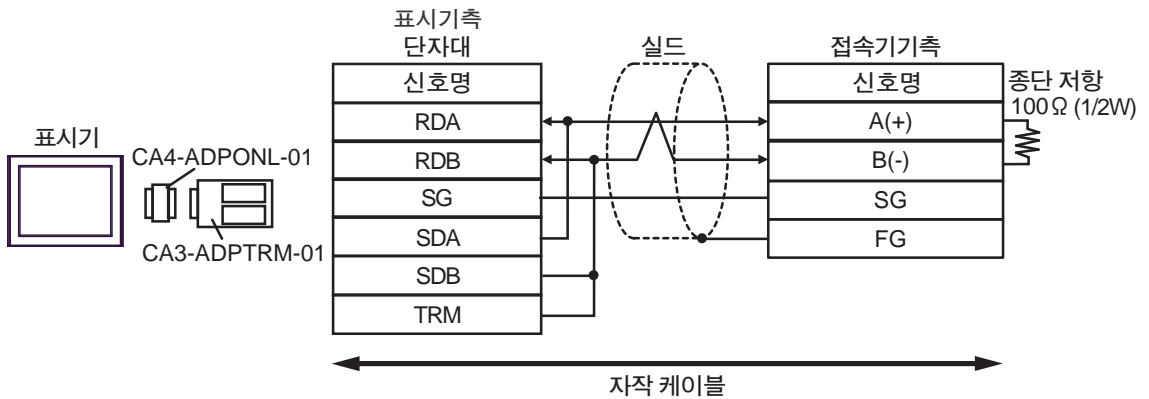 표시기
CA4-ADPONL-01
CA3-ADPTRM-01
표시기측
단자대
신호명
RDA
RDB
SG
SDA
SDB
TRM
실드
접속기기측
신호명
A(+)
B(-)
SG
FG
종단 저항
100Ω (1/2W)
자작 케이블